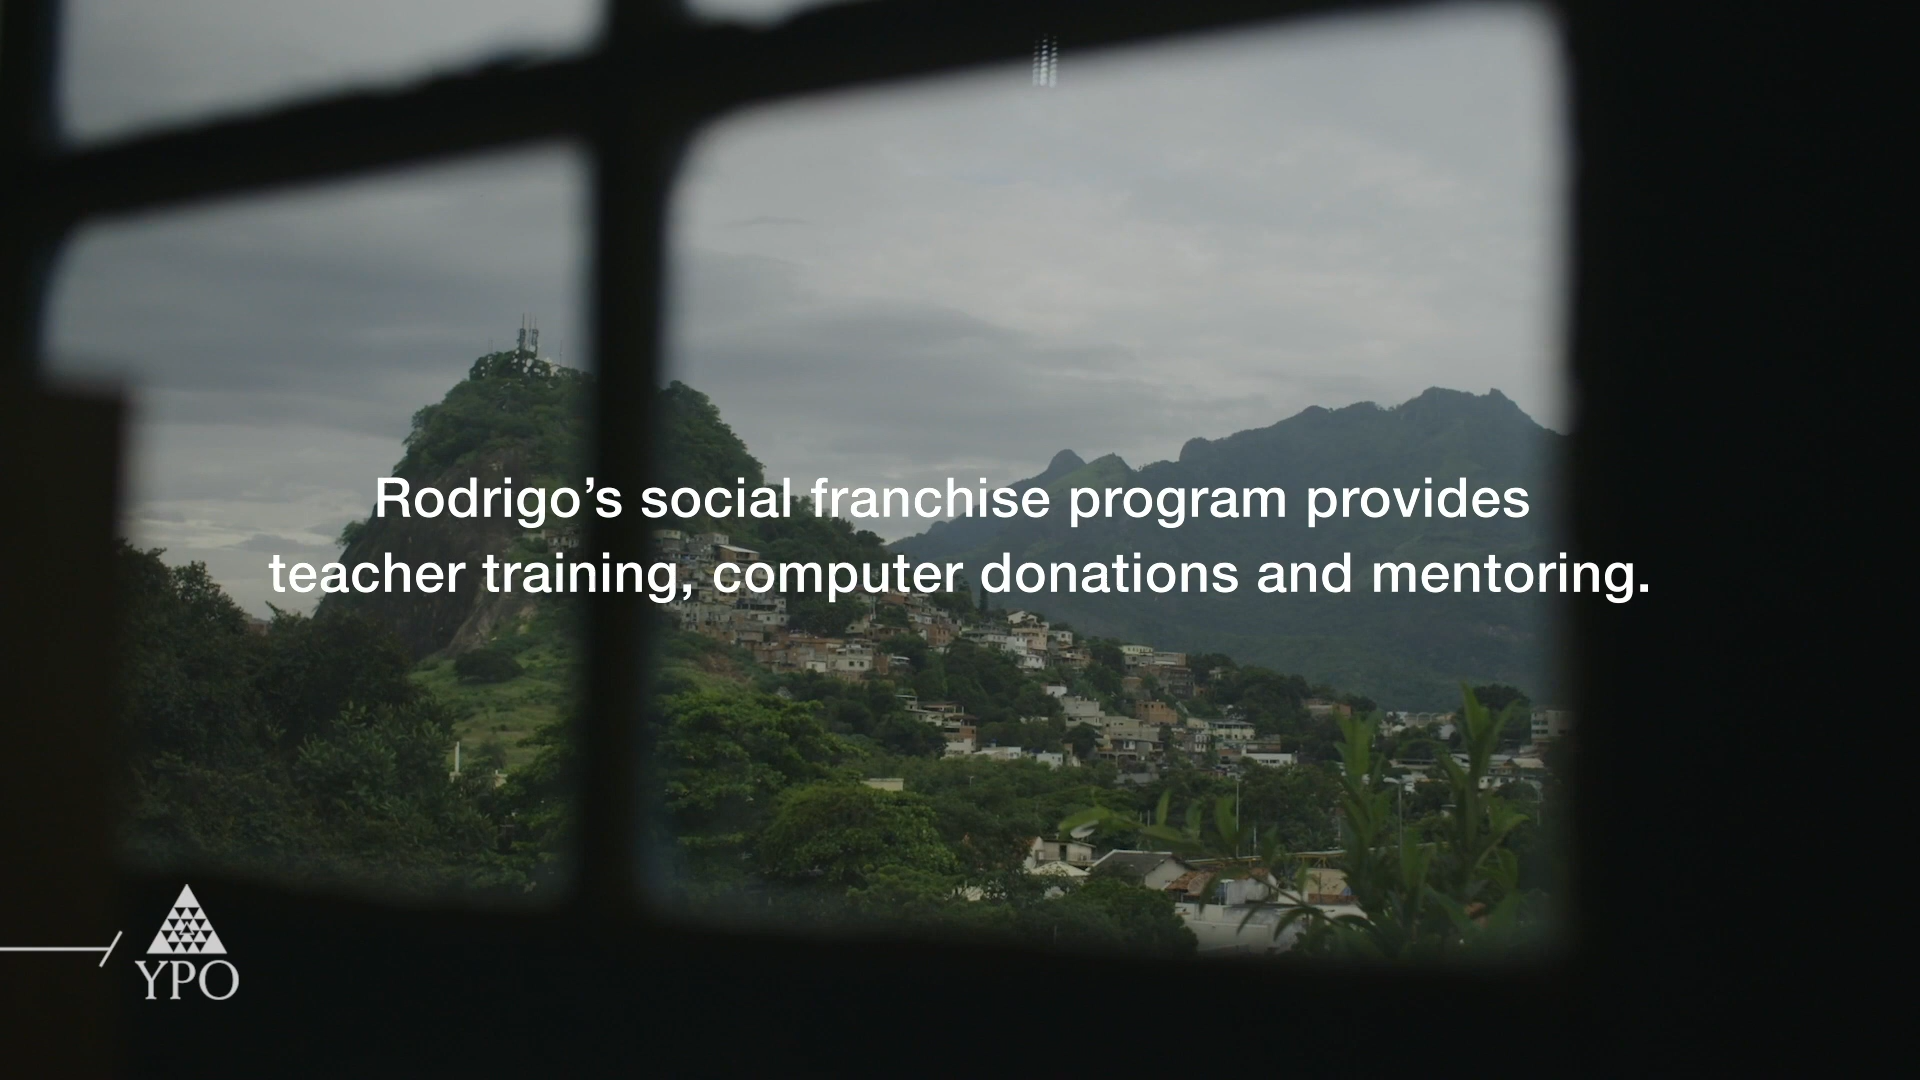 Rodrigo’s social franchise program provides
teacher training, computer donations and mentoring.
YPO